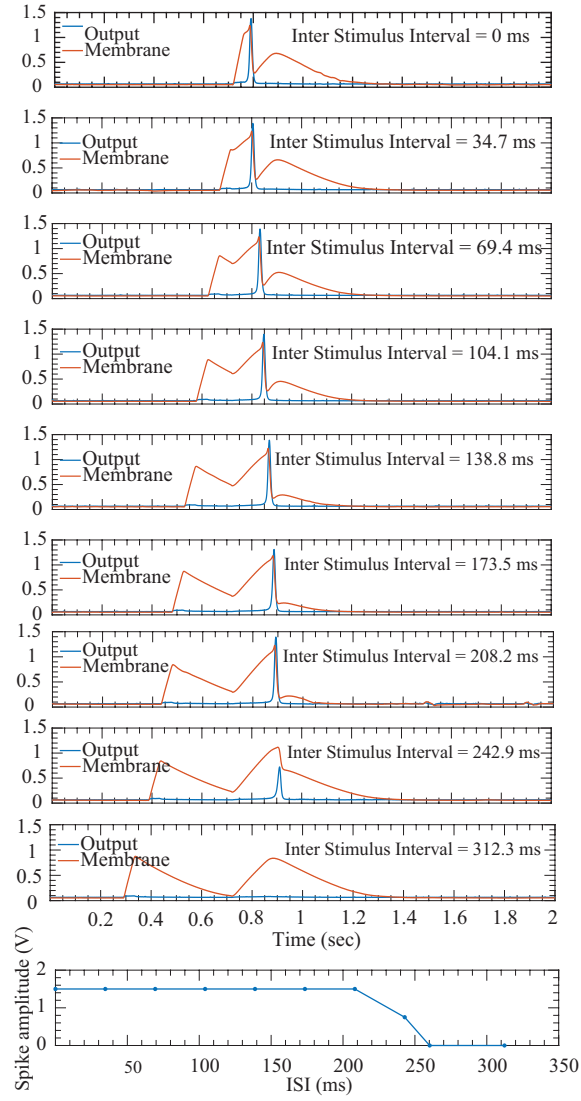 1.5
Output
Membrane
Inter Stimulus Interval = 0 ms
1
0.5
0
1.5
Output
Membrane
Inter Stimulus Interval = 34.7 ms
1
0.5
0
1.5
Output
Membrane
Inter Stimulus Interval = 69.4 ms
1
0.5
0
1.5
Output
Membrane
Inter Stimulus Interval = 104.1 ms
1
0.5
0
1.5
Output
Membrane
Inter Stimulus Interval = 138.8 ms
1
0.5
0
1.5
Output
Membrane
Inter Stimulus Interval = 173.5 ms
1
0.5
0
1.5
Output
Membrane
Inter Stimulus Interval = 208.2 ms
1
0.5
0
1.5
Output
Membrane
Inter Stimulus Interval = 242.9 ms
1
0.5
0
1.5
Output
Membrane
Inter Stimulus Interval = 312.3 ms
1
0.5
0
0.2 0.4 0.6 0.8 1 1.2 1.4 1.6 1.8 2
Time (sec)
Spike amplitude (V)
2
1
0
50 100 150 200 250 300 350
ISI (ms)